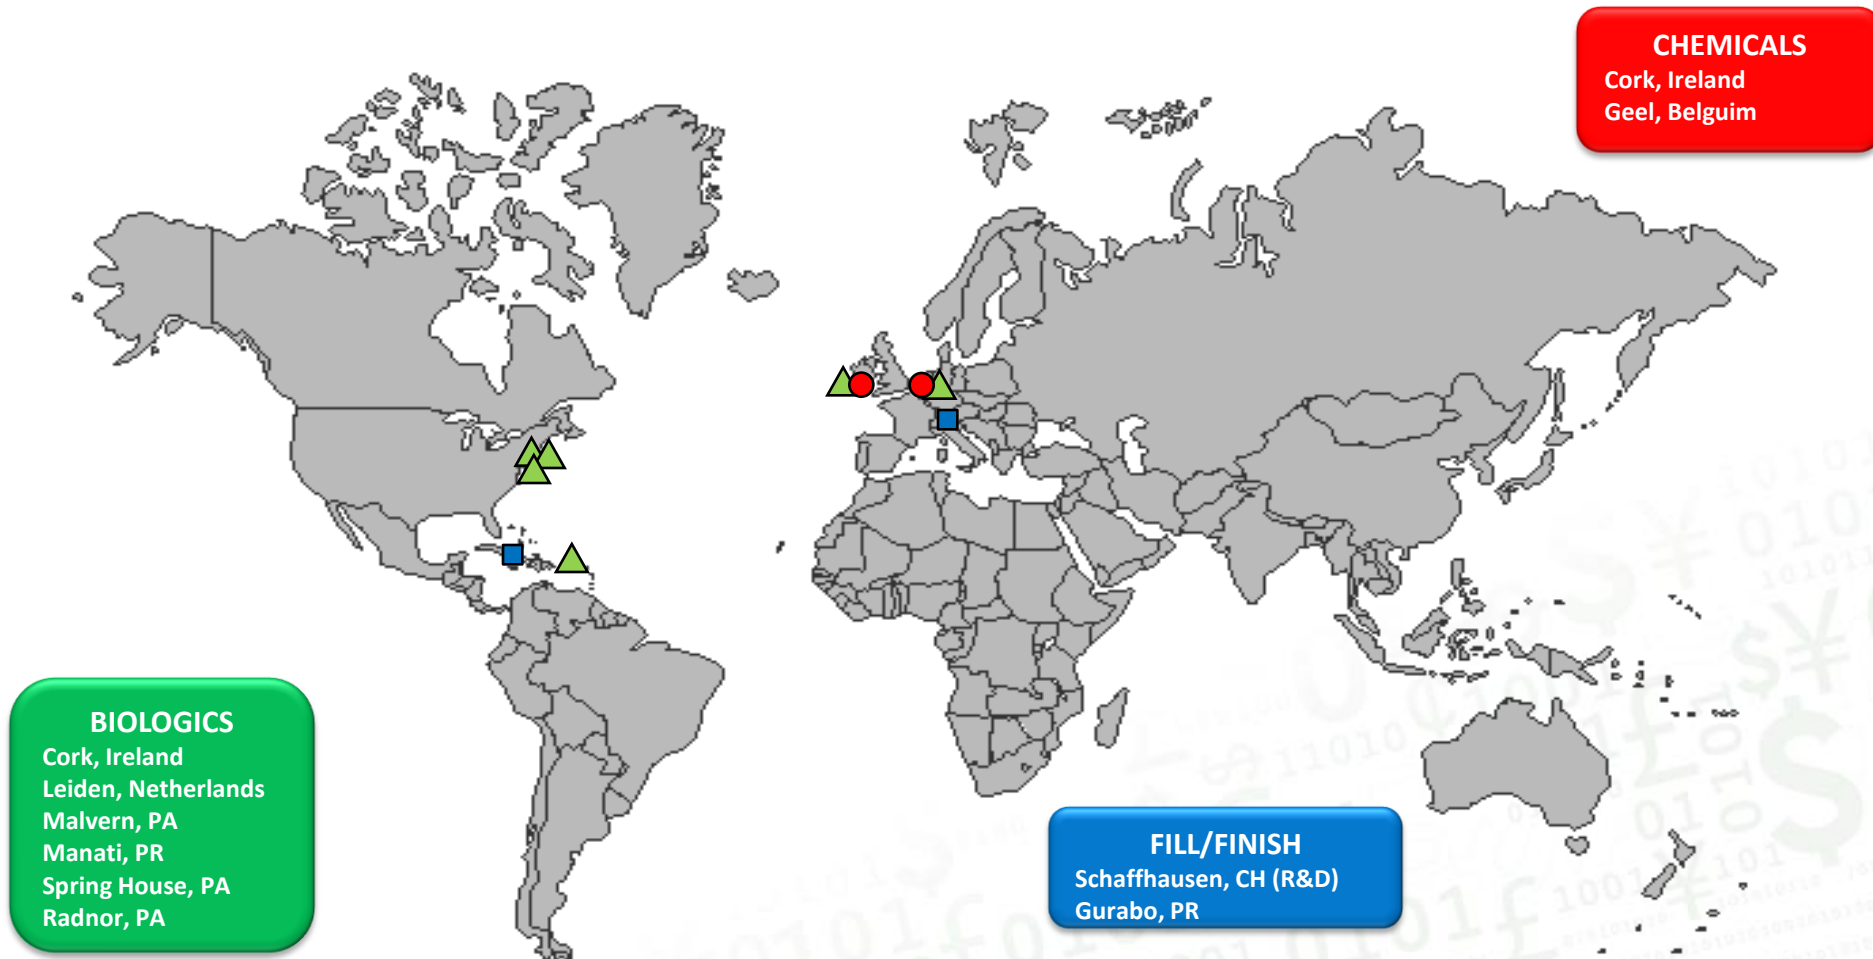 CHEMICALS
Cork, Ireland
Geel, Belguim
BIOLOGICS
Cork, Ireland
Leiden, Netherlands
Malvern, PA
Manati, PR
Spring House, PA
Radnor, PA
FILL/FINISH
Schaffhausen, CH (R&D)
Gurabo, PR